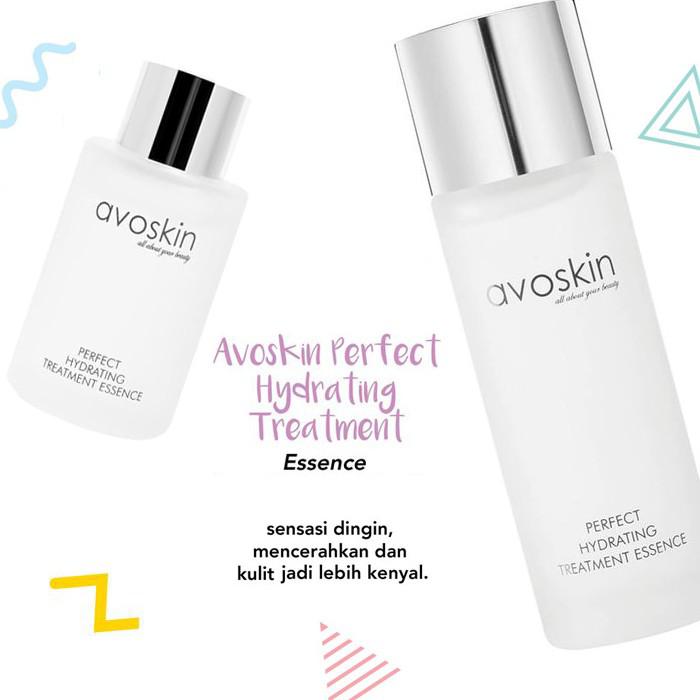 avoskin
all about your beauty
PERFECT
HYDRATING
TREATMENT ESSENCE
avoskin
all about your beauty
PERFECT
HYDRATING
TREATMENT ESSENCE
Avoskin Perfect
Hydrating
Treatment
Essence
sensasi dingin,
mencerahkan dan
kulit jadi lebih kenyal.